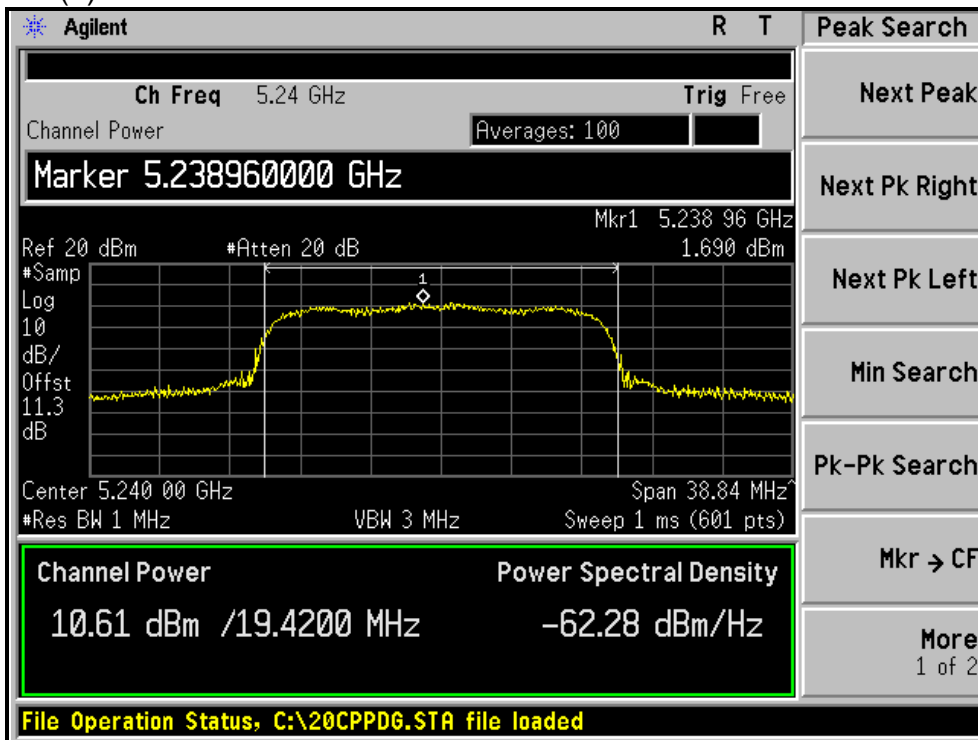 Agilent R T Peak Search
Ch Freq 5.24 GHz Trig Free
Channel Power Averages: 100
Marker 5.238960000 GHz
Mkr1 5.238 96 GHz
Ref 20 dBm #Atten 20 dB 1.690 dBm
#Samp
Log
10
dB/
Offst
11.3
dB
1
Center 5.240 00 GHz Span 38.84 MHz^
#Res BW 1 MHz VBW 3 MHz Sweep 1 ms (601 pts)
Channel Power Power Spectral Density
10.61 dBm /19.4200 MHz -62.28 dBm/Hz
File Operation Status, C:\20CPPDG.STA file loaded
Next Peak
Next Pk Right
Next Pk Left
Min Search
Pk-Pk Search
Mkr → CF
More
1 of 2